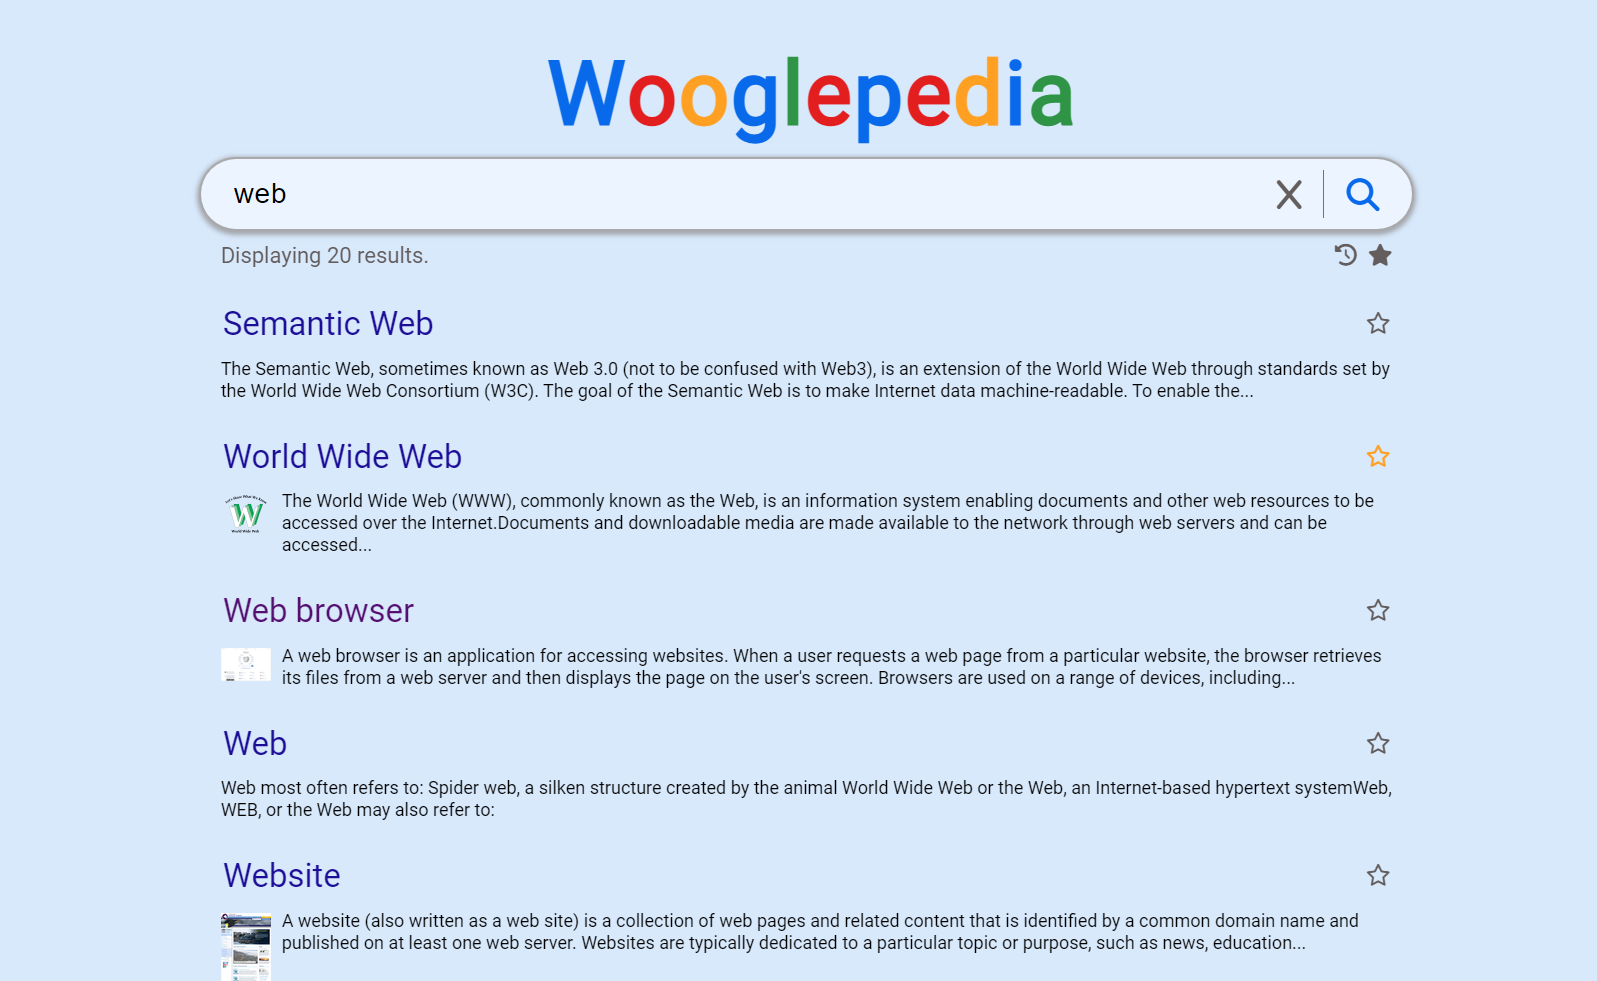 Wooglepedia
web
Displaying 20 results.
Semantic Web
The Semantic Web, sometimes known as Web 3.0 (not to be confused with Web3), is an extension of the World Wide Web through standards set by
the World Wide Web Consortium (W3C). The goal of the Semantic Web is to make Internet data machine-readable. To enable the...
World Wide Web
Let's Share What We Know
W
World Wide Web
The World Wide Web (WWW), commonly known as the Web, is an information system enabling documents and other web resources to be
accessed over the Internet.Documents and downloadable media are made available to the network through web servers and can be
accessed...
Web browser
A web browser is an application for accessing websites. When a user requests a web page from a particular website, the browser retrieves
its files from a web server and then displays the page on the user's screen. Browsers are used on a range of devices, including...
Web
Web most often refers to: Spider web, a silken structure created by the animal World Wide Web or the Web, an Internet-based hypertext systemWeb,
WEB, or the Web may also refer to:
Website
A website (also written as a web site) is a collection of web pages and related content that is identified by a common domain name and
published on at least one web server. Websites are typically dedicated to a particular topic or purpose, such as news, education...